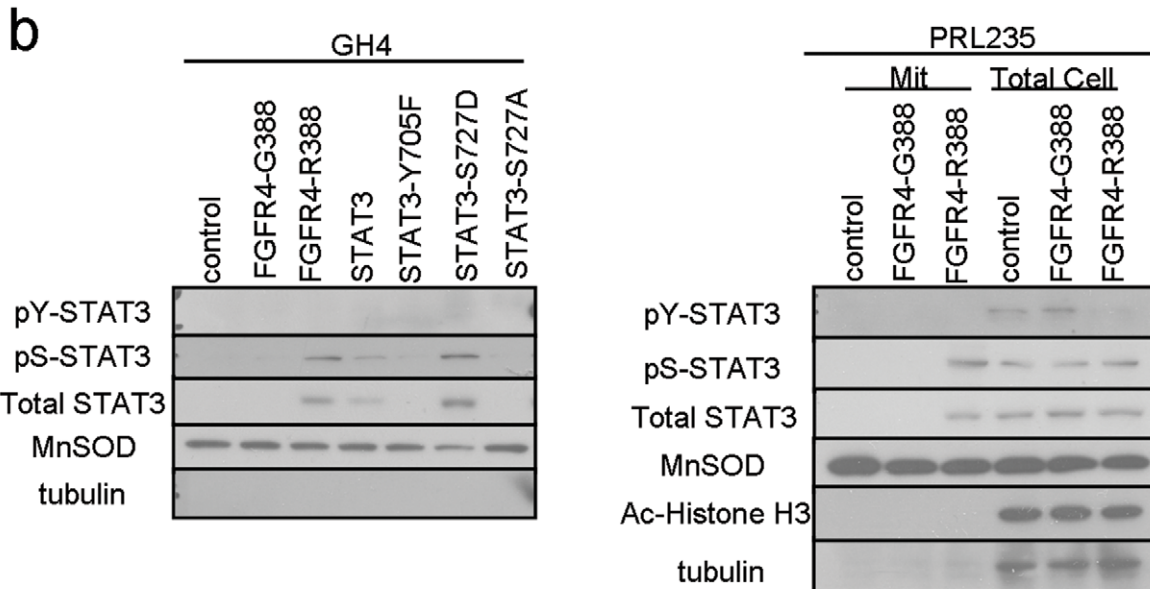 b
GH4
control
FGFR4-G388
FGFR4-R388
STAT3
STAT3-Y705F
STAT3-S727D
STAT3-S727A
pY-STAT3
pS-STAT3
Total STAT3
MnSOD
tubulin
PRL235
Mit
Total Cell
control
FGFR4-G388
FGFR4-R388
control
FGFR4-G388
FGFR4-R388
pY-STAT3
pS-STAT3
Total STAT3
MnSOD
Ac-Histone H3
tubulin